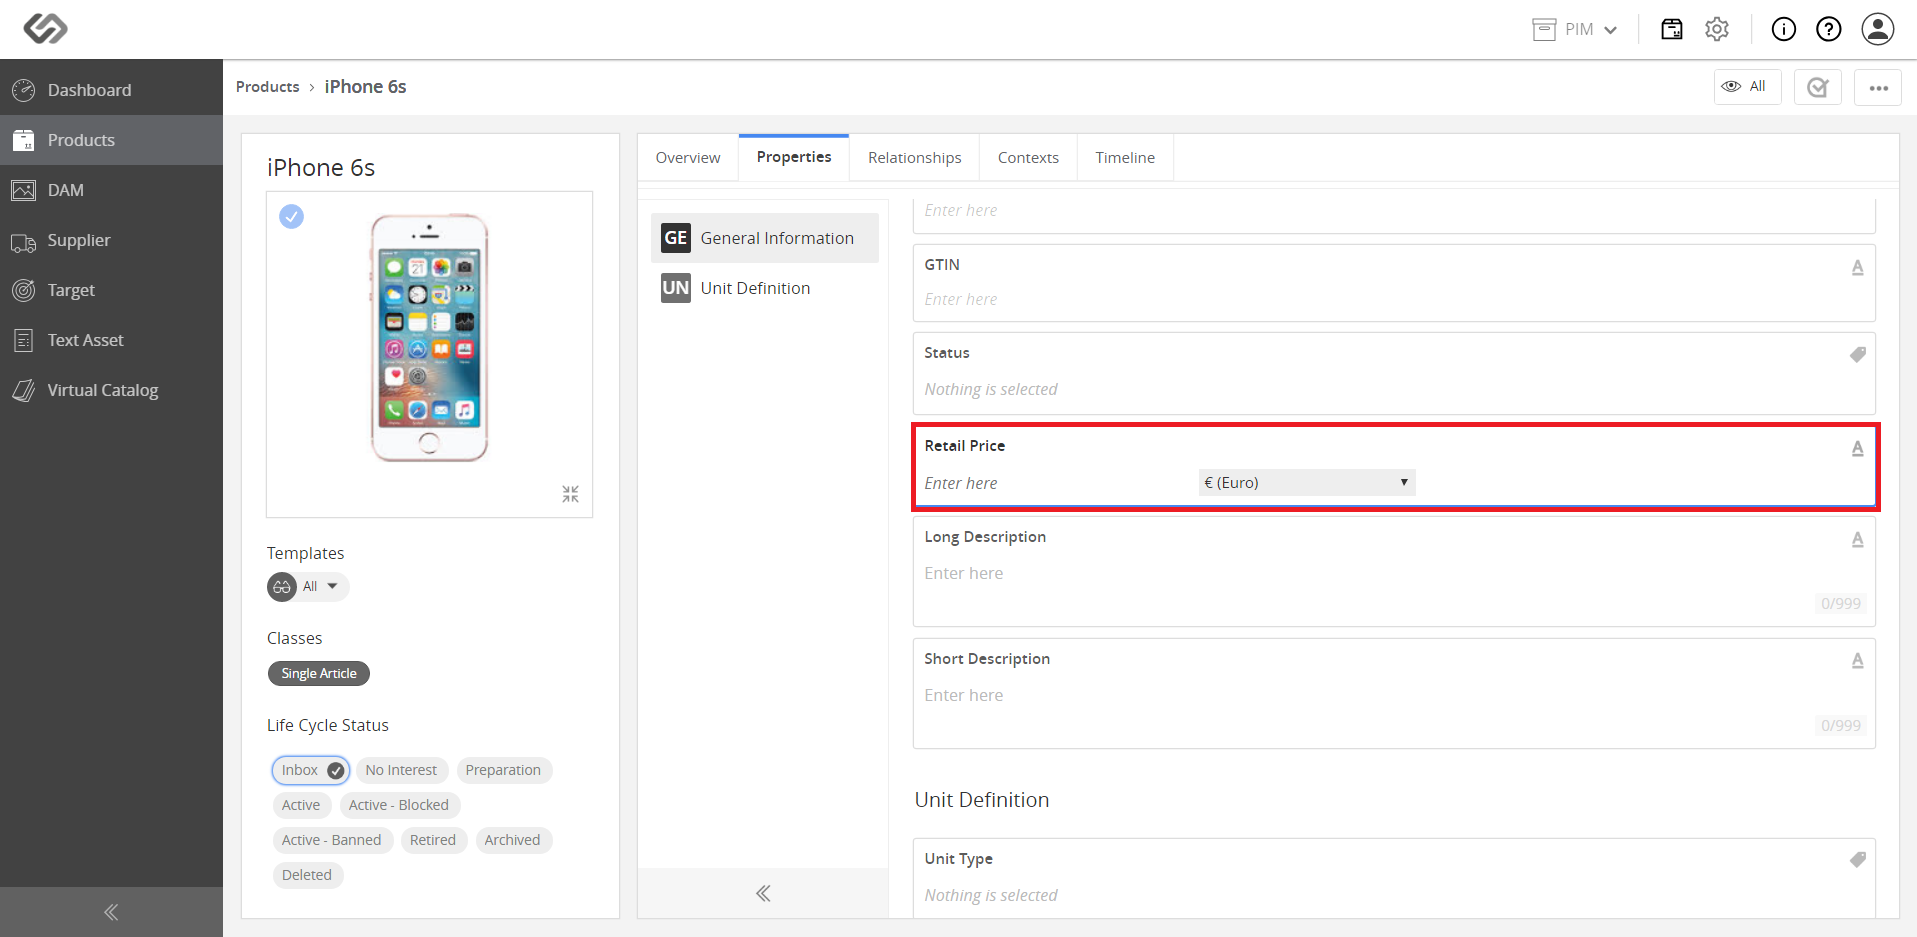 PIM
Dashboard
Products
DAM
Supplier
Target
Text Asset
Virtual Catalog
Products › iPhone 6s
All
iPhone 6s
Templates
All
Classes
Single Article
Life Cycle Status
Inbox No Interest Preparation
Active Active - Blocked
Active - Banned Retired Archived
Deleted
Overview Properties Relationships Contexts Timeline
GE General Information
UN Unit Definition
Enter here
GTIN
Enter here
Status
Nothing is selected
Retail Price
Enter here € (Euro)
Long Description
Enter here
0/999
Short Description
Enter here
0/999
Unit Definition
Unit Type
Nothing is selected